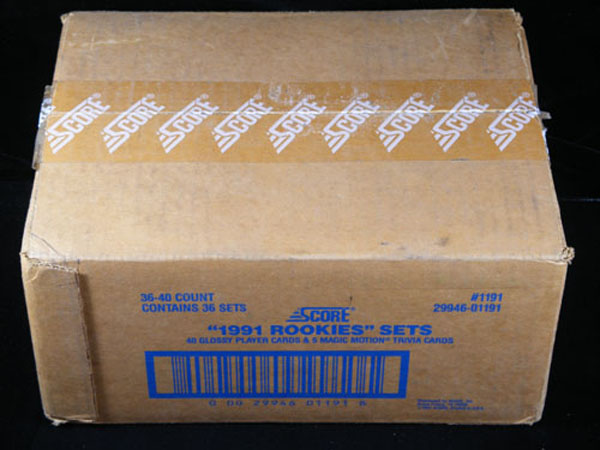 SCORE SCORE SCORE SCORE SCORE SCORE SCORE SCORE SCORE
36-40 COUNT
CONTAINS 36 SETS
SCORE
#1191
29946-01191
"1991 ROOKIES" SETS
40 GLOSSY PLAYER CARDS & 5 MAGIC MOTION® TRIVIA CARDS
0 00 29946 01191 6